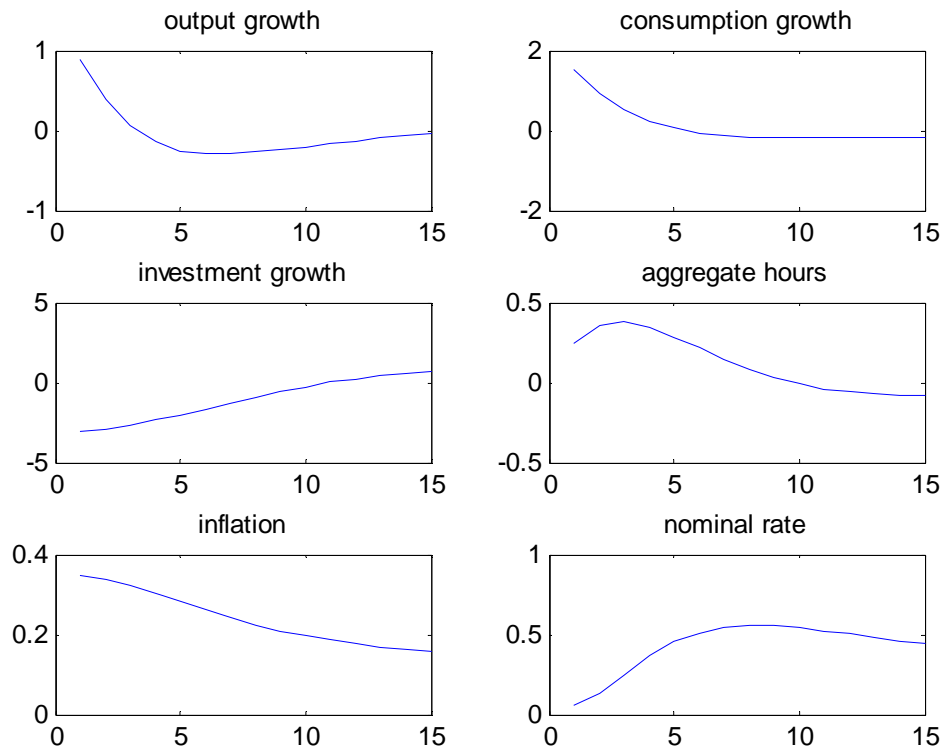 output growth
1
0
-1
0 5 10 15
consumption growth
2
0
-2
0 5 10 15
investment growth
5
0
-5
0 5 10 15
aggregate hours
0.5
0
-0.5
0 5 10 15
inflation
0.4
0.2
0
0 5 10 15
nominal rate
1
0.5
0
0 5 10 15